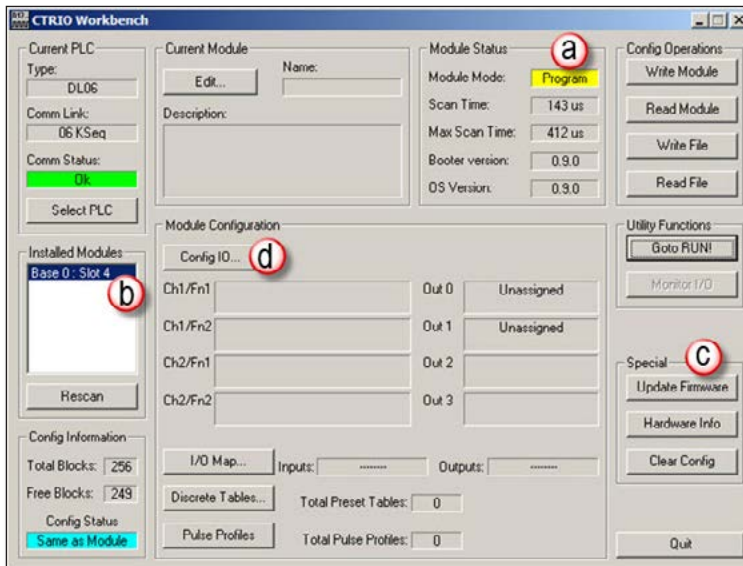 CTRIO Workbench
Current PLC
Type:
DL06
Comm Link:
06 KSeq
Comm Status:
Ok
Select PLC
Installed Modules
Base 0 : Slot 4
b
Rescan
Config Information
Total Blocks: 256
Free Blocks: 249
Config Status
Same as Module
Current Module
Edit...
Name:
Description:
Module Status
a
Module Mode: Program
Scan Time: 143 us
Max Scan Time: 412 us
Booter version: 0.9.0
OS Version: 0.9.0
Config Operations
Write Module
Read Module
Write File
Read File
Module Configuration
Config IO...
d
Ch1/Fn1
Out 0 Unassigned
Ch1/Fn2
Out 1 Unassigned
Ch2/Fn1
Out 2
Ch2/Fn2
Out 3
I/O Map...
Inputs: --------
Outputs: --------
Discrete Tables...
Total Preset Tables: 0
Pulse Profiles
Total Pulse Profiles: 0
Utility Functions
Goto RUN!
Monitor I/O
Special
c
Update Firmware
Hardware Info
Clear Config
Quit